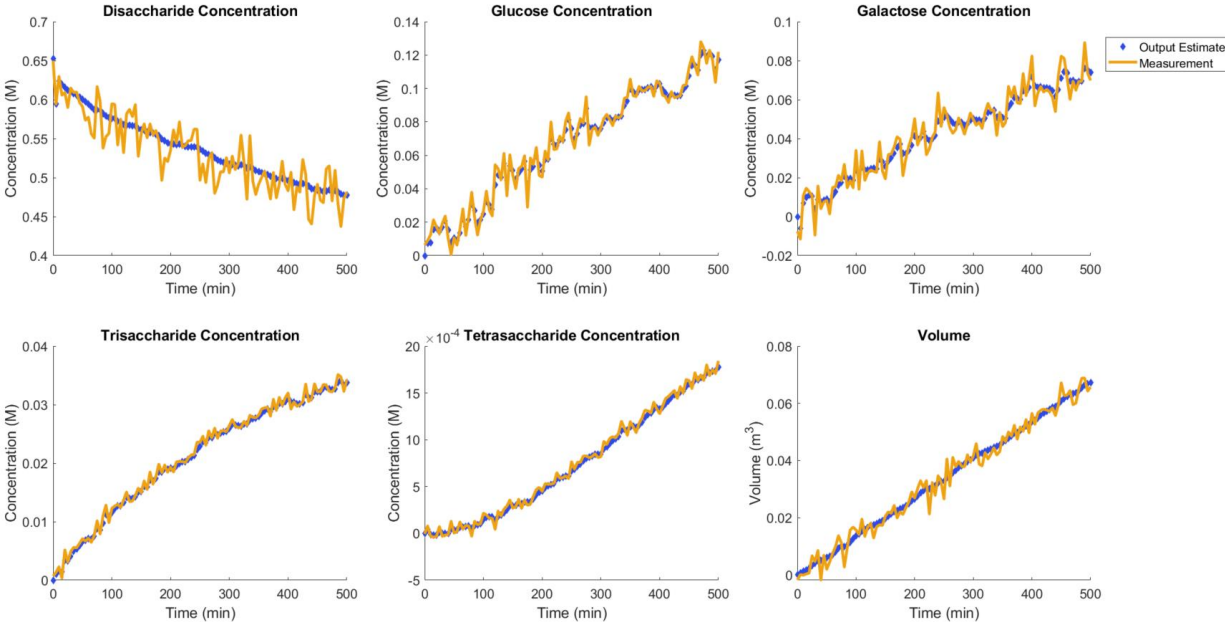 Disaccharide Concentration
0.7
0.65
0.6
0.55
0.5
0.45
0.4
Concentration (M)
0 100 200 300 400 500
Time (min)
Glucose Concentration
0.14
0.12
0.1
0.08
0.06
0.04
0.02
0
Concentration (M)
0 100 200 300 400 500
Time (min)
Galactose Concentration
0.1
0.08
0.06
0.04
0.02
0
-0.02
Concentration (M)
0 100 200 300 400 500
Time (min)
Output Estimate
Measurement
Trisaccharide Concentration
0.04
0.03
0.02
0.01
0
Concentration (M)
0 100 200 300 400 500
Time (min)
×10⁻⁴ Tetrasaccharide Concentration
20
15
10
5
0
-5
Concentration (M)
0 100 200 300 400 500
Time (min)
Volume
0.08
0.06
0.04
0.02
0
Volume (m³)
0 100 200 300 400 500
Time (min)